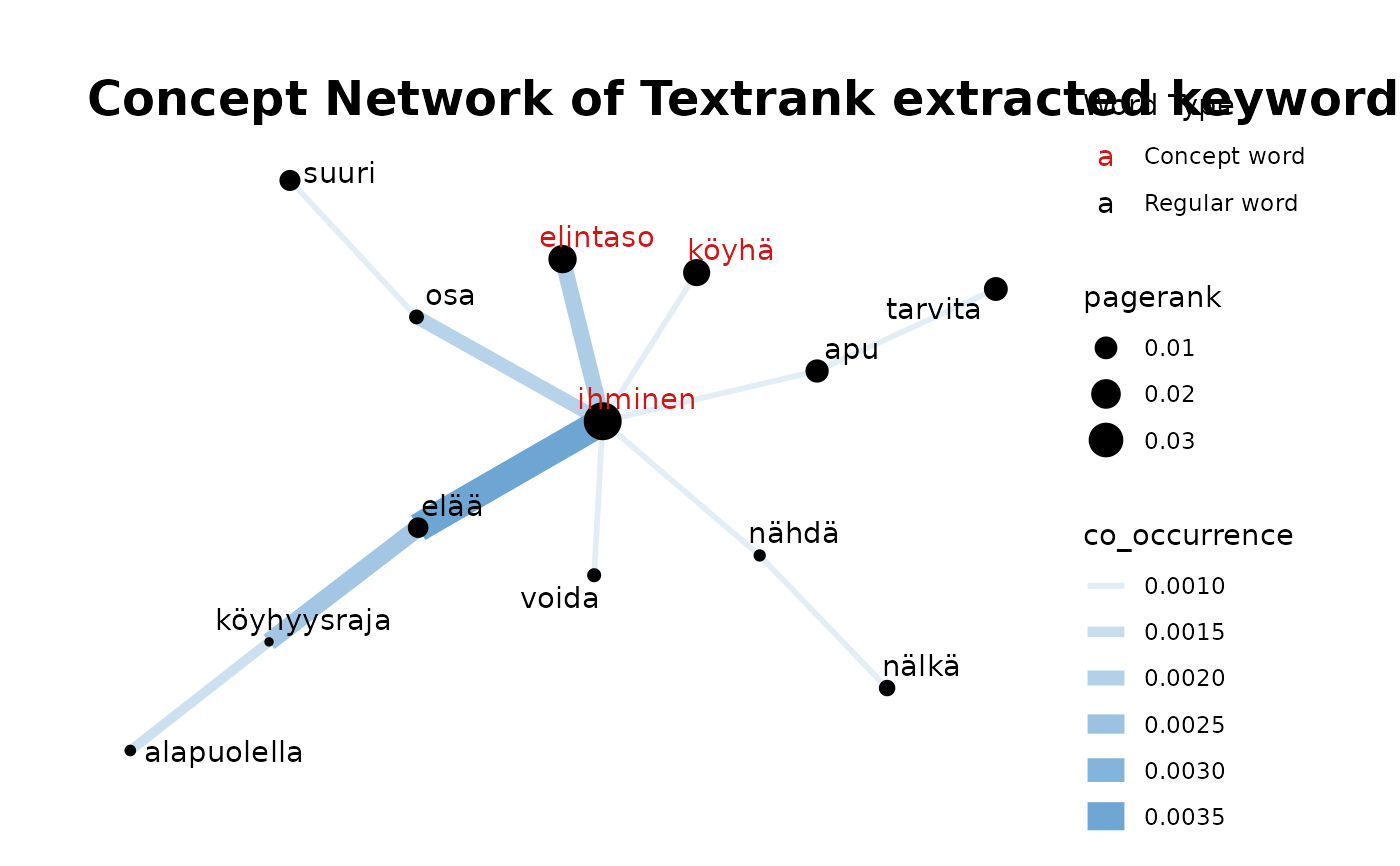 Concept Network of Textrank extracted keyword
Word Type
a Concept word
a Regular word
pagerank
0.01
0.02
0.03
co_occurrence
0.0010
0.0015
0.0020
0.0025
0.0030
0.0035
suuri
elintaso
köyhä
osa
tarvita
apu
ihminen
elää
nähdä
voida
köyhyysraja
nälkä
alapuolella